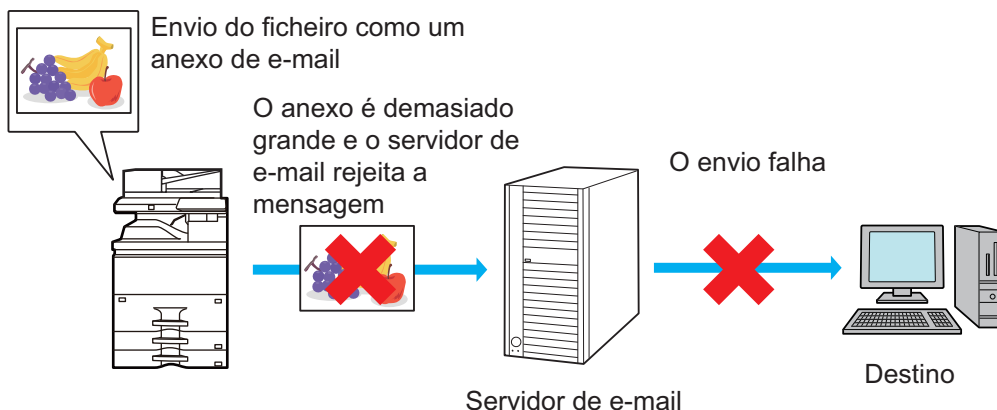 Envio do ficheiro como um
anexo de e-mail
O anexo é demasiado
grande e o servidor de
e-mail rejeita a
mensagem
O envio falha
Servidor de e-mail
Destino